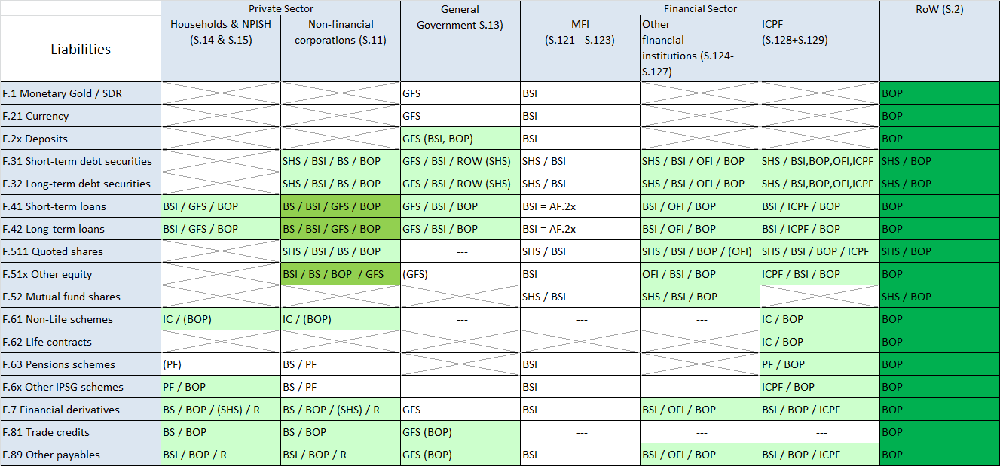 Private Sector General Financial Sector RoW (S.2)
Households & NPISH Non-financial Government S.13) MFI Other ICPF
(S.14 & S.15) corporations (S.11) (S.121 - S.123) financial (S.128+S.129)
Liabilities institutions (S.124-
S.127)
F.1 Monetary Gold / SDR GFS BSI BOP
F.21 Currency GFS BSI BOP
F.2x Deposits GFS (BSI, BOP) BSI BOP
F.31 Short-term debt securities SHS / BSI / BS / BOP GFS / BSI / ROW (SHS) SHS / BSI SHS / BSI / OFI / BOP SHS / BSI,BOP,OFI,ICPF SHS / BOP
F.32 Long-term debt securities SHS / BSI / BS / BOP GFS / BSI / ROW (SHS) SHS / BSI SHS / BSI / OFI / BOP SHS / BSI,BOP,OFI,ICPF SHS / BOP
F.41 Short-term loans BSI / GFS / BOP BS / BSI / GFS / BOP GFS / BSI / BOP BSI = AF.2x BSI / OFI / BOP BSI / ICPF / BOP BOP
F.42 Long-term loans BSI / GFS / BOP BS / BSI / GFS / BOP GFS / BSI / BOP BSI = AF.2x BSI / OFI / BOP BSI / ICPF / BOP BOP
F.511 Quoted shares SHS / BSI / BS / BOP --- SHS / BSI SHS / BSI / BOP / (OFI) SHS / BSI / BOP / ICPF SHS / BOP
F.51x Other equity BSI / BS / BOP / GFS (GFS) BSI OFI / BSI / BOP ICPF / BSI / BOP BOP
F.52 Mutual fund shares SHS / BSI SHS / BSI / BOP SHS / BOP
F.61 Non-Life schemes IC / (BOP) IC / (BOP) --- --- --- IC / BOP BOP
F.62 Life contracts IC / BOP BOP
F.63 Pensions schemes (PF) BS / PF BSI PF / BOP BOP
F.6x Other IPSG schemes PF / BOP BS / PF --- BSI --- ICPF / BOP BOP
F.7 Financial derivatives BS / BOP / (SHS) / R BS / BOP / (SHS) / R GFS BSI BSI / OFI / BOP BSI / BOP / ICPF BOP
F.81 Trade credits BS / BOP BS / BOP GFS (BOP) --- --- --- BOP
F.89 Other payables BSI / BOP / R BSI / BOP / R GFS (BOP) BSI BSI / OFI / BOP BSI / BOP / ICPF BOP